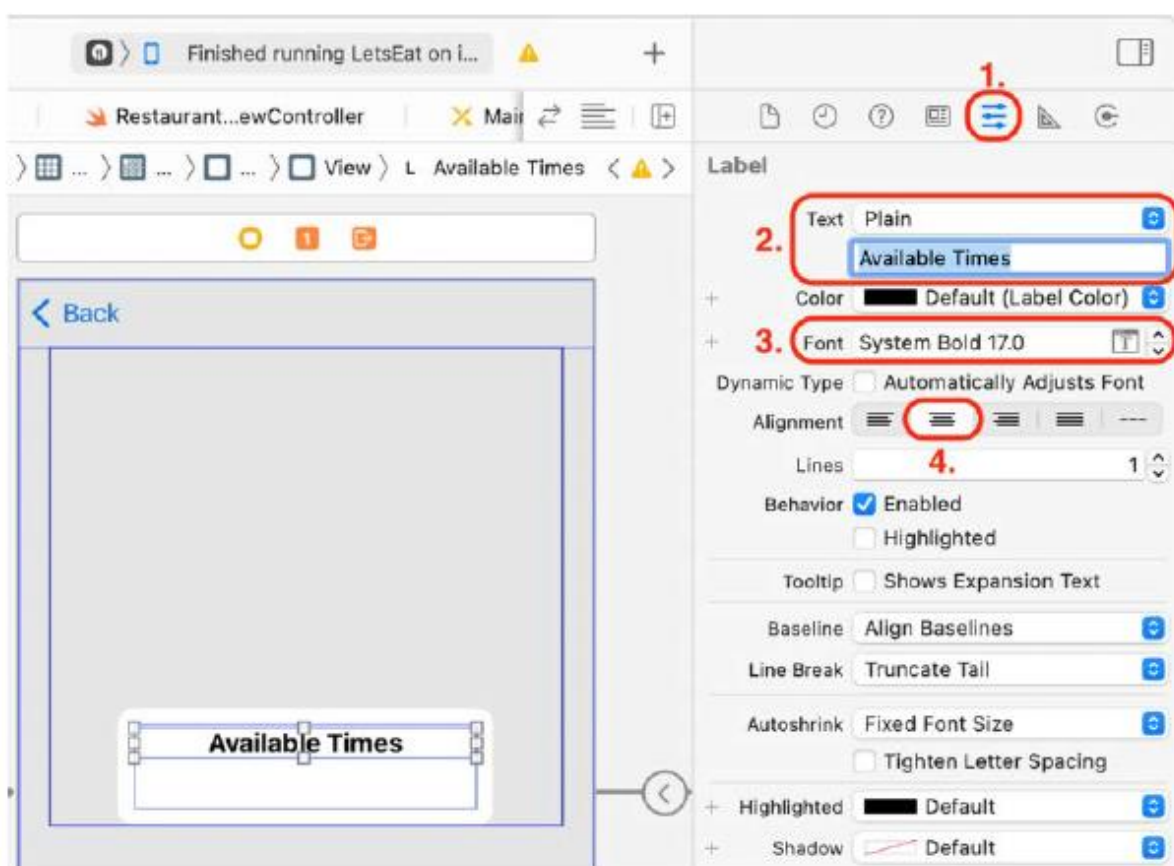 Finished running LetsEat on i...
+
1.
Restaurant...ewController
Main
... 〉 ... 〉 ... 〉 View 〉 L Available Times < >
Label
2.
Text Plain
Available Times
+ Color Default (Label Color)
+ 3. Font System Bold 17.0 T
Dynamic Type Automatically Adjusts Font
Alignment
4.
Lines 1
Behavior Enabled
Highlighted
Tooltip Shows Expansion Text
Baseline Align Baselines
Line Break Truncate Tail
Autoshrink Fixed Font Size
Tighten Letter Spacing
+ Highlighted Default
+ Shadow Default
1
< Back
Available Times